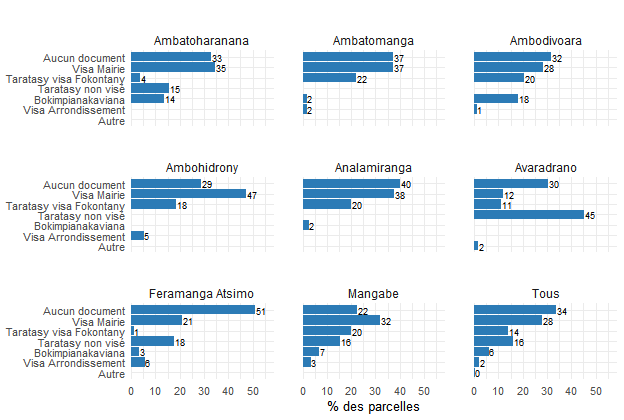 Ambatoharanana Ambatomanga Ambodivoara
Aucun document 33 37 32
Visa Mairie 35 37 28
Taratasy visa Fokontany 4 22 20
Taratasy non visé 15
Bokimpianakaviana 14 2 18
Visa Arrondissement 2 1
Autre
Ambohidrony Analamiranga Avaradrano
Aucun document 29 40 30
Visa Mairie 47 38 12
Taratasy visa Fokontany 18 20 11
Taratasy non visé 45
Bokimpianakaviana 2
Visa Arrondissement 5
Autre 2
Feramanga Atsimo Mangabe Tous
Aucun document 51 22 34
Visa Mairie 21 32 28
Taratasy visa Fokontany 1 20 14
Taratasy non visé 18 16 16
Bokimpianakaviana 3 7 6
Visa Arrondissement 6 3 2
Autre 0
0 10 20 30 40 50 0 10 20 30 40 50 0 10 20 30 40 50
% des parcelles